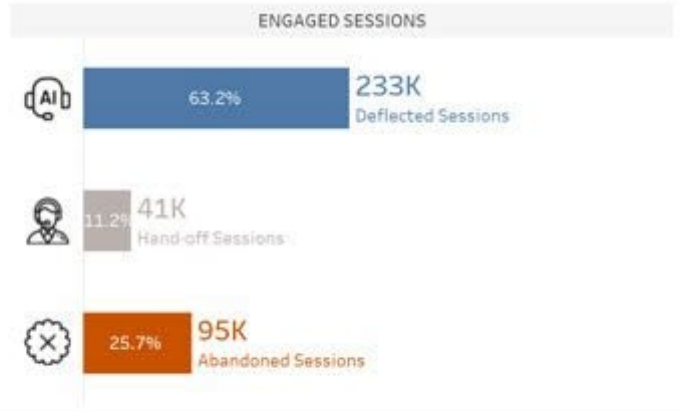 ENGAGED SESSIONS
AI
63.2%
233K
Deflected Sessions
11.2%
41K
Hand-off Sessions
25.7%
95K
Abandoned Sessions